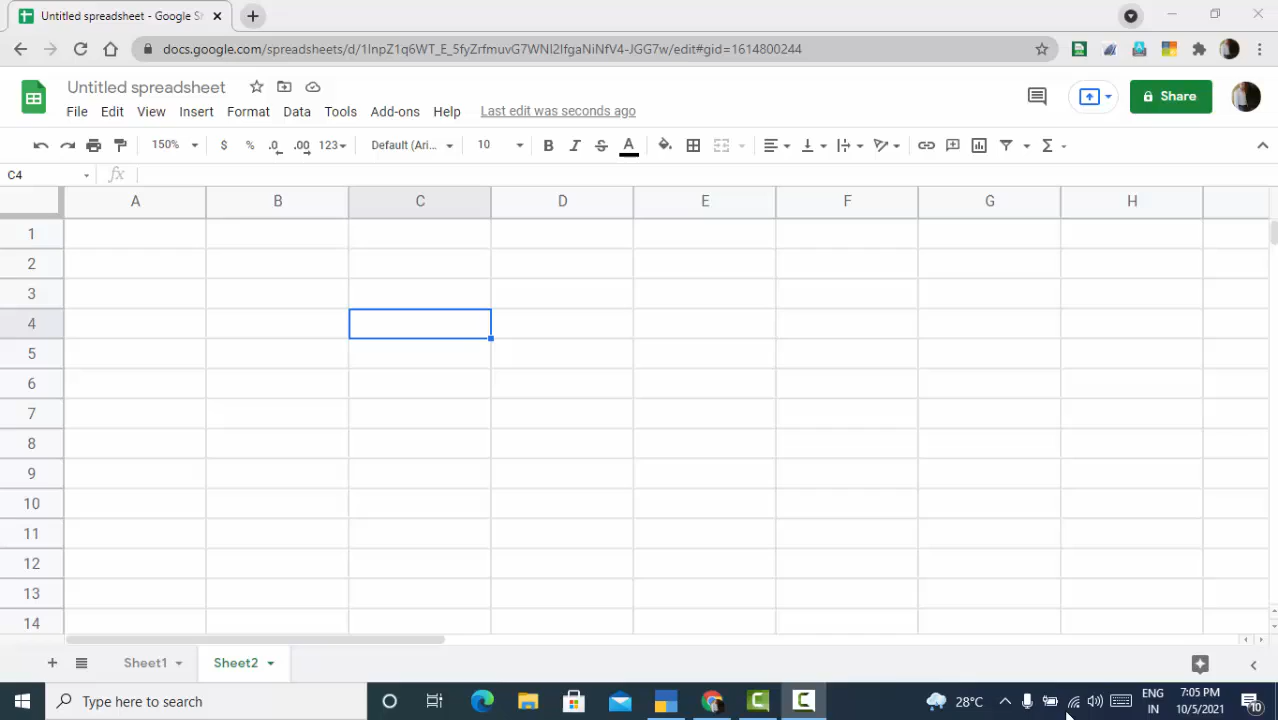 Untitled spreadsheet - Google S
docs.google.com/spreadsheets/d/1lnpZ1q6WT_E_5fyZrfmuvG7WNl2lfgaNiNfV4-JGG7w/edit#gid=1614800244
Untitled spreadsheet
File Edit View Insert Format Data Tools Add-ons Help Last edit was seconds ago
Share
150% $ % .0 .00 123 Default (Ari... 10 B I S A
C4 fx
A B C D E F G H
1
2
3
4
5
6
7
8
9
10
11
12
13
14
Sheet1 Sheet2
Type here to search
28°C
ENG
IN
7:05 PM
10/5/2021
10